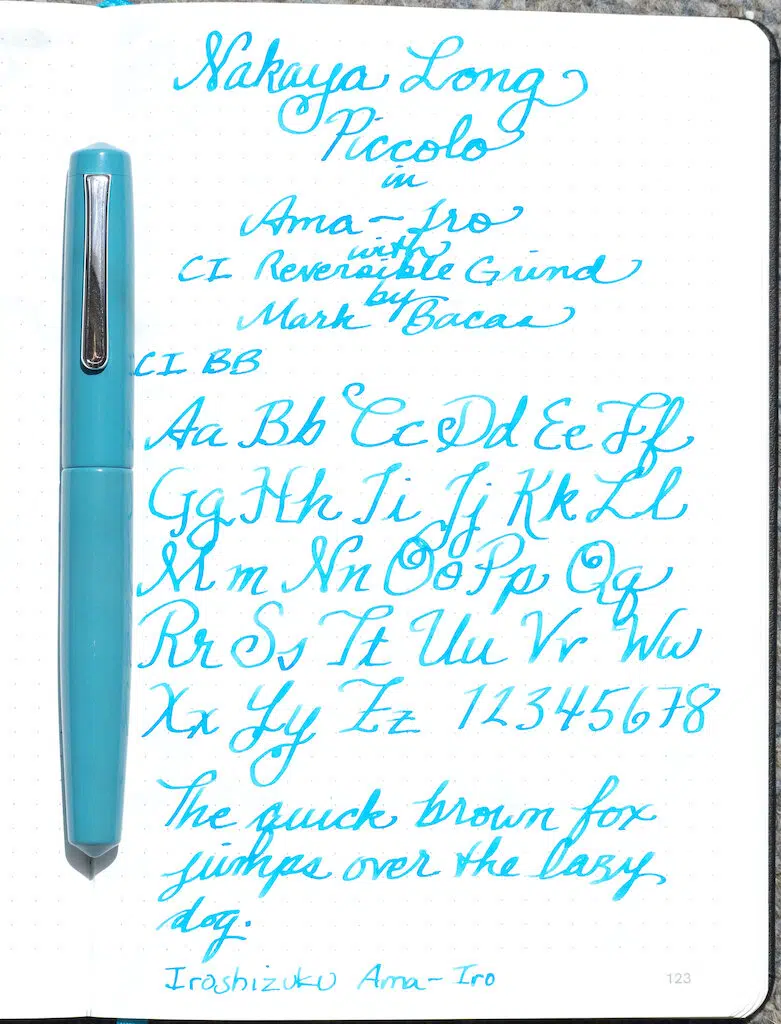 Nakaya Long
Piccolo
in
Ama-Iro
with
CI Reversible Grind
by
Mark Bacas
CI BB
Aa Bb Cc Dd Ee Ff
Gg Hh Ii Jj Kk Ll
Mm Nn Oo Pp Qq
Rr Ss Tt Uu Vv Ww
Xx Yy Zz 12345678
The quick brown fox
jumps over the lazy
dog.
Iroshizuku Ama-Iro
123